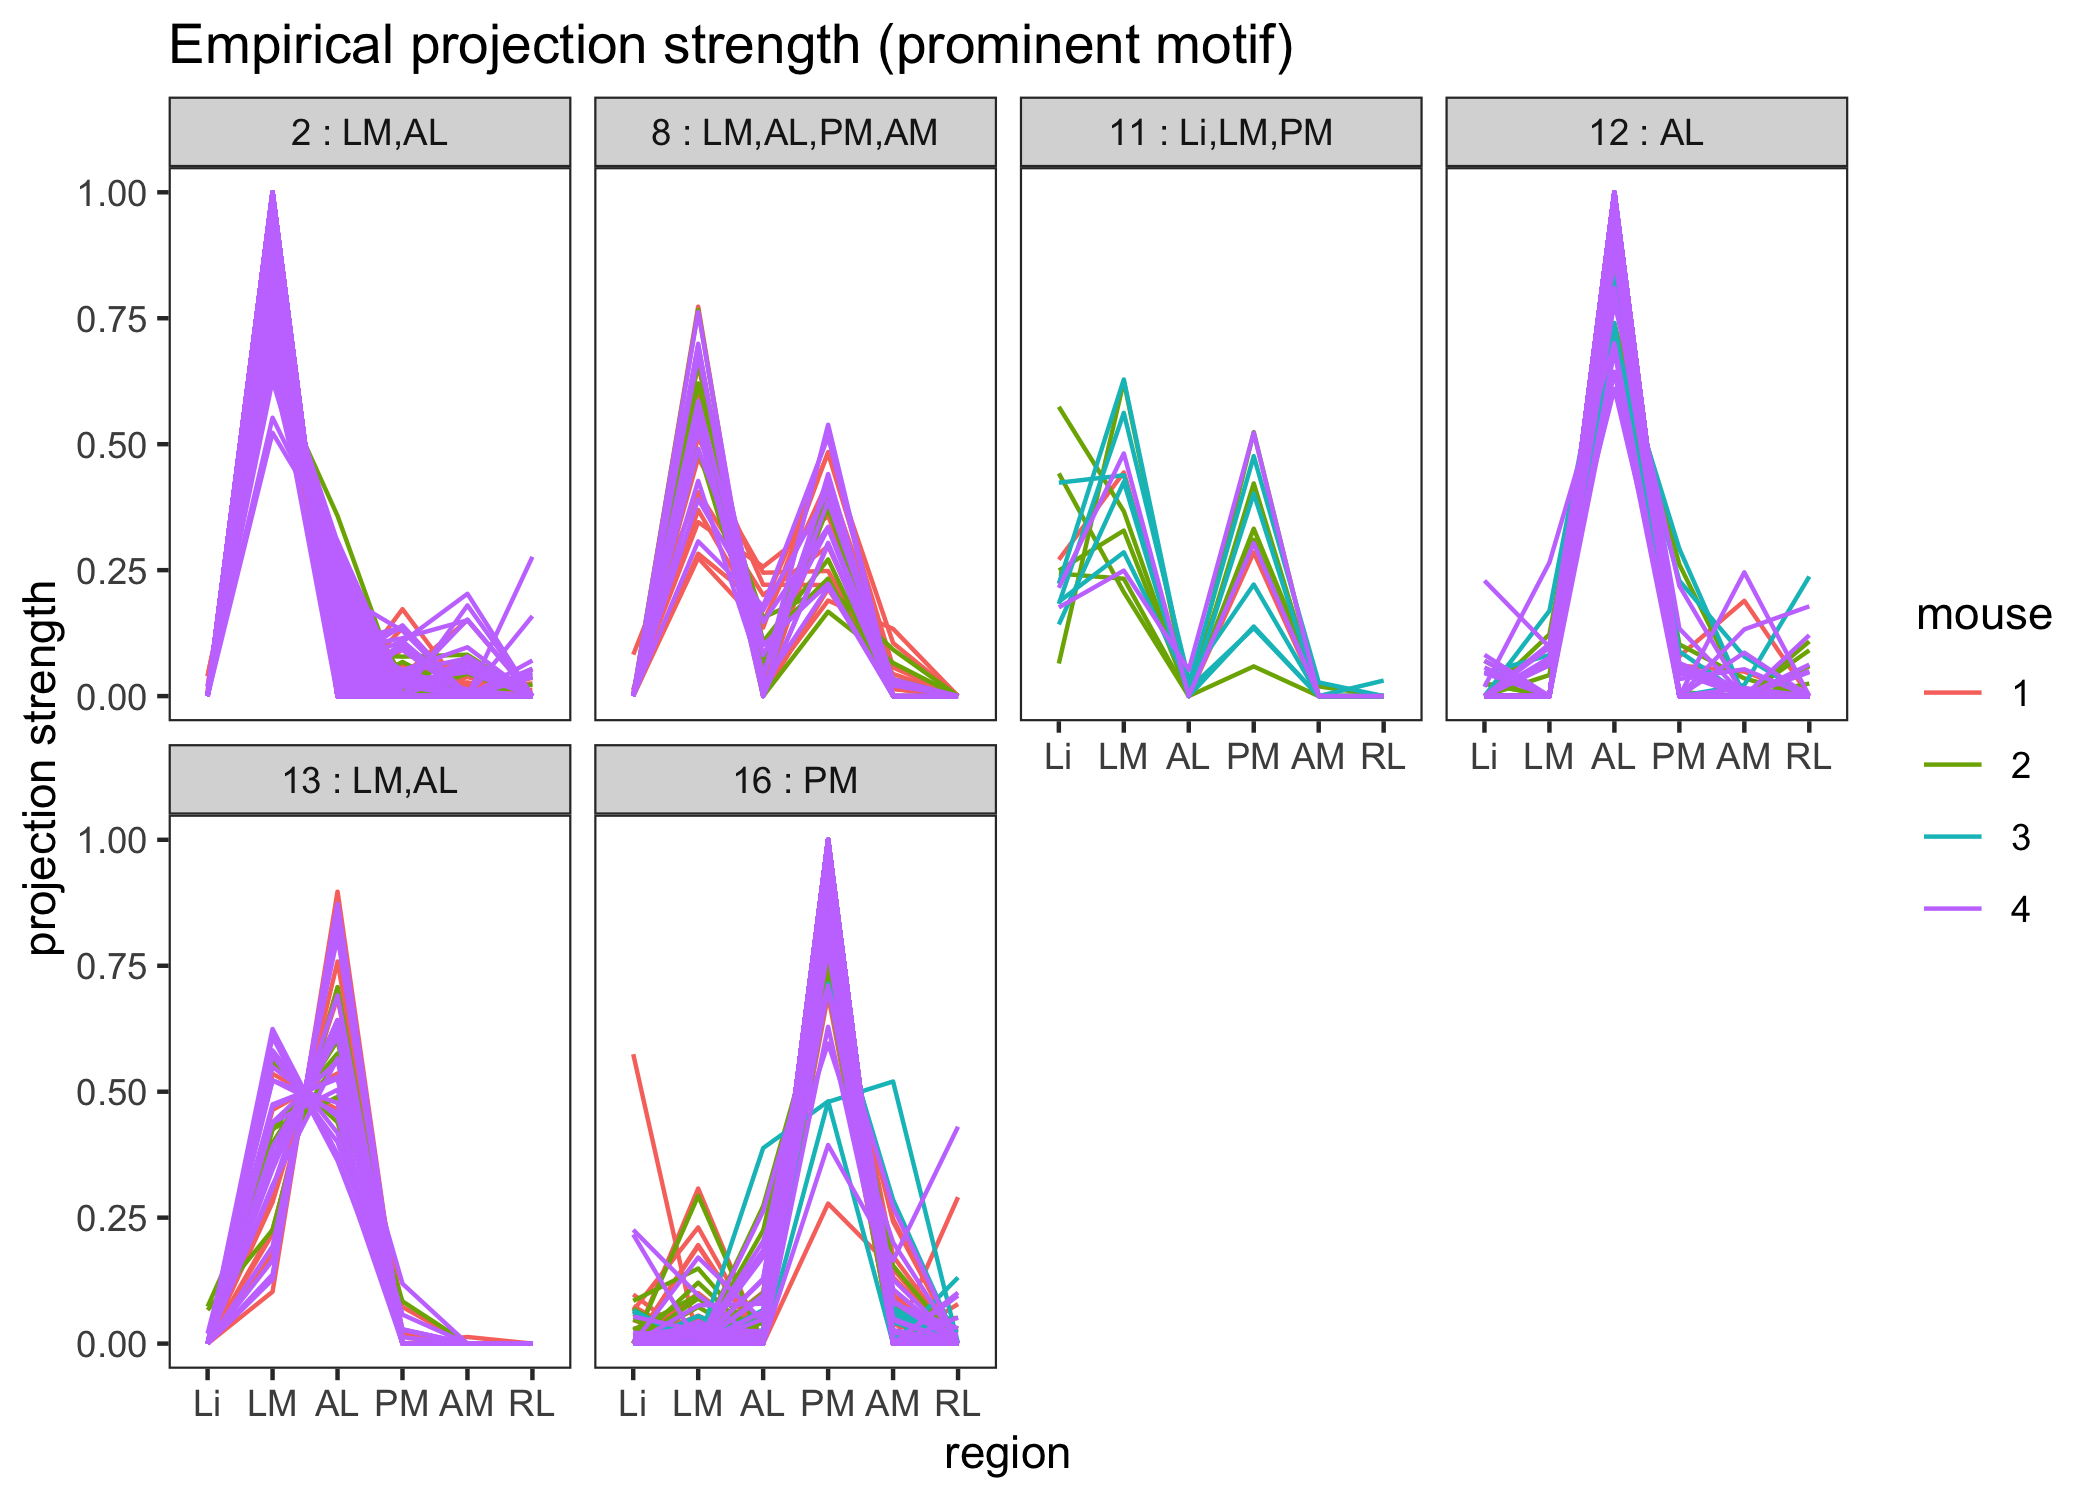 Empirical projection strength (prominent motif)
2 : LM,AL
8 : LM,AL,PM,AM
11 : Li,LM,PM
12 : AL
1.00
0.75
0.50
0.25
0.00
Li LM AL PM AM RL
Li LM AL PM AM RL
13 : LM,AL
16 : PM
1.00
0.75
0.50
0.25
0.00
Li LM AL PM AM RL
Li LM AL PM AM RL
region
projection strength
mouse
1
2
3
4